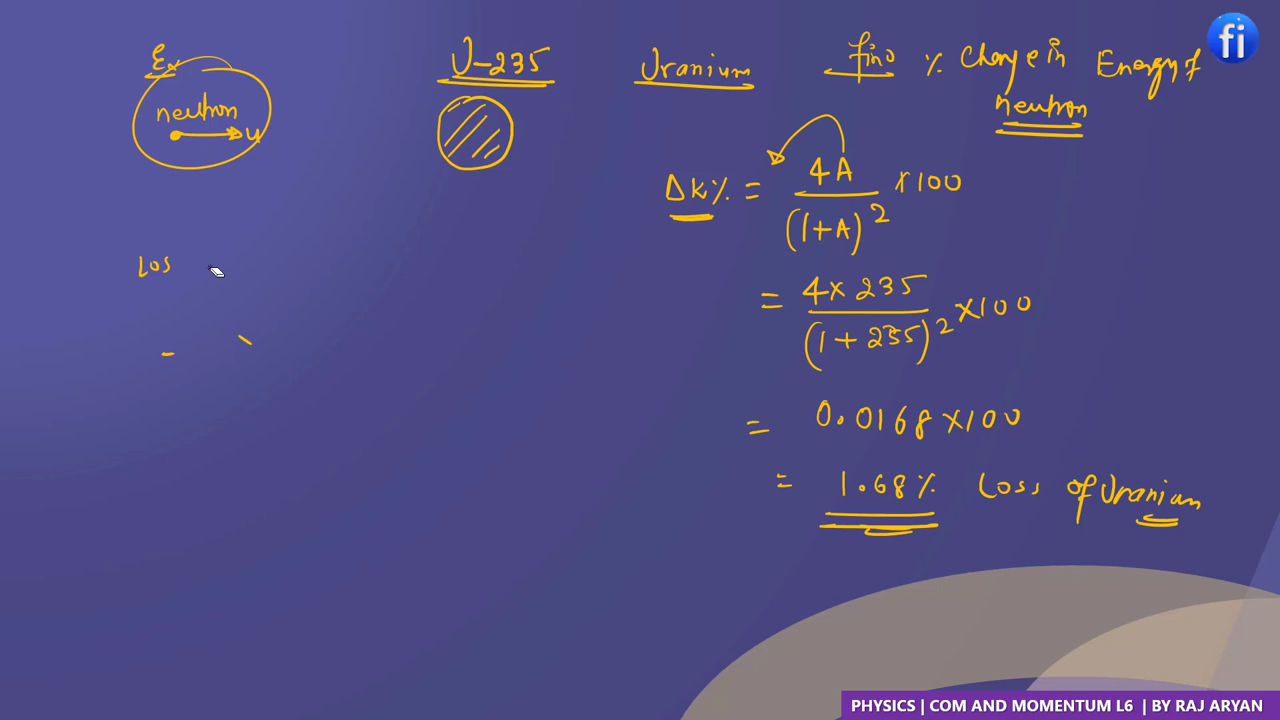 Ex
neutron
u
U-235 Uranium find % Change in Energy of
neutron
Δk% = 4A / (1+A)² × 100
= 4×235 / (1+235)² ×100
= 0.0168×100
= 1.68% Loss of Uranium
Los
fi
PHYSICS | COM AND MOMENTUM L6 | BY RAJ ARYAN